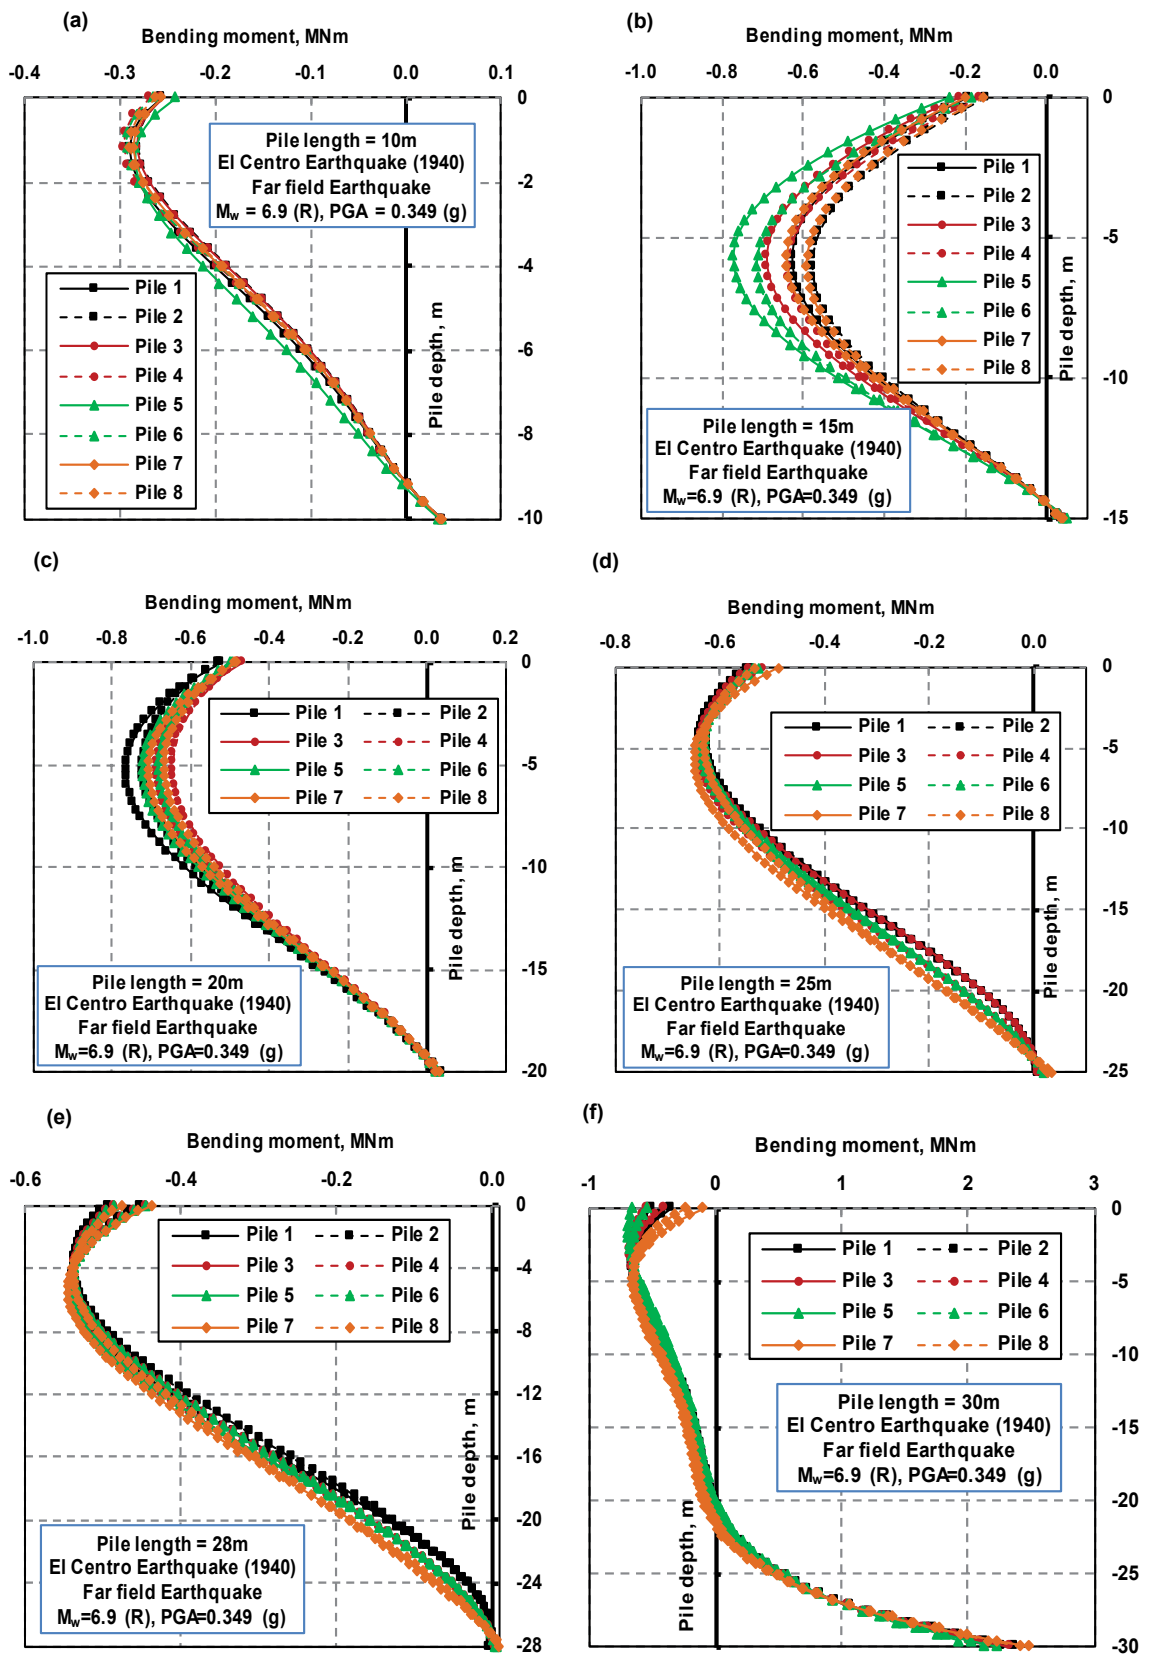 (a)
Bending moment, MNm
-0.4 -0.3 -0.2 -0.1 0.0 0.1
0
-2
-4
-6
-8
-10
Pile depth, m
Pile length = 10m
El Centro Earthquake (1940)
Far field Earthquake
Mw = 6.9 (R), PGA = 0.349 (g)
Pile 1
Pile 2
Pile 3
Pile 4
Pile 5
Pile 6
Pile 7
Pile 8
(b)
Bending moment, MNm
-1.0 -0.8 -0.6 -0.4 -0.2 0.0
0
-5
-10
-15
Pile depth, m
Pile 1
Pile 2
Pile 3
Pile 4
Pile 5
Pile 6
Pile 7
Pile 8
Pile length = 15m
El Centro Earthquake (1940)
Far field Earthquake
Mw=6.9 (R), PGA=0.349 (g)
(c)
Bending moment, MNm
-1.0 -0.8 -0.6 -0.4 -0.2 0.0 0.2
0
-5
-10
-15
-20
Pile depth, m
Pile 1 Pile 2
Pile 3 Pile 4
Pile 5 Pile 6
Pile 7 Pile 8
Pile length = 20m
El Centro Earthquake (1940)
Far field Earthquake
Mw=6.9 (R), PGA=0.349 (g)
(d)
Bending moment, MNm
-0.8 -0.6 -0.4 -0.2 0.0
0
-5
-10
-15
-20
-25
Pile depth, m
Pile 1 Pile 2
Pile 3 Pile 4
Pile 5 Pile 6
Pile 7 Pile 8
Pile length = 25m
El Centro Earthquake (1940)
Far field Earthquake
Mw=6.9 (R), PGA=0.349 (g)
(e)
Bending moment, MNm
-0.6 -0.4 -0.2 0.0
0
-4
-8
-12
-16
-20
-24
-28
Pile depth, m
Pile 1 Pile 2
Pile 3 Pile 4
Pile 5 Pile 6
Pile 7 Pile 8
Pile length = 28m
El Centro Earthquake (1940)
Far field Earthquake
Mw=6.9 (R), PGA=0.349 (g)
(f)
Bending moment, MNm
-1 0 1 2 3
0
-5
-10
-15
-20
-25
-30
Pile depth, m
Pile 1 Pile 2
Pile 3 Pile 4
Pile 5 Pile 6
Pile 7 Pile 8
Pile length = 30m
El Centro Earthquake (1940)
Far field Earthquake
Mw=6.9 (R), PGA=0.349 (g)